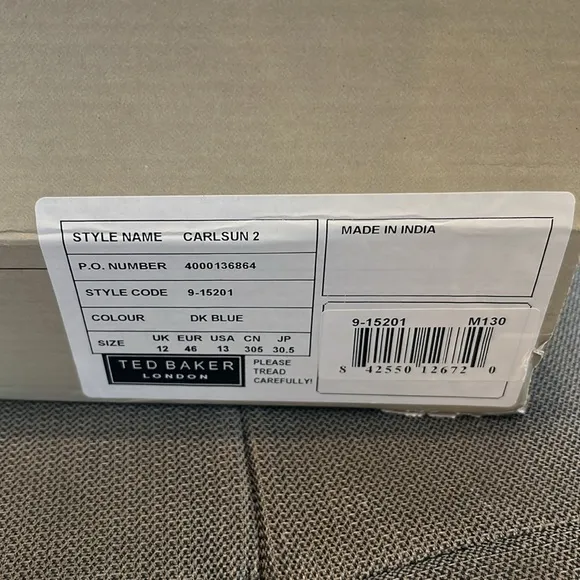 STYLE NAME CARLSUN 2
P.O. NUMBER 4000136864
STYLE CODE 9-15201
COLOUR DK BLUE
SIZE UK EUR USA CN JP
12 46 13 305 30.5
TED BAKER
LONDON
PLEASE
TREAD
CAREFULLY!
MADE IN INDIA
9-15201 M130
8 42550 12672 0